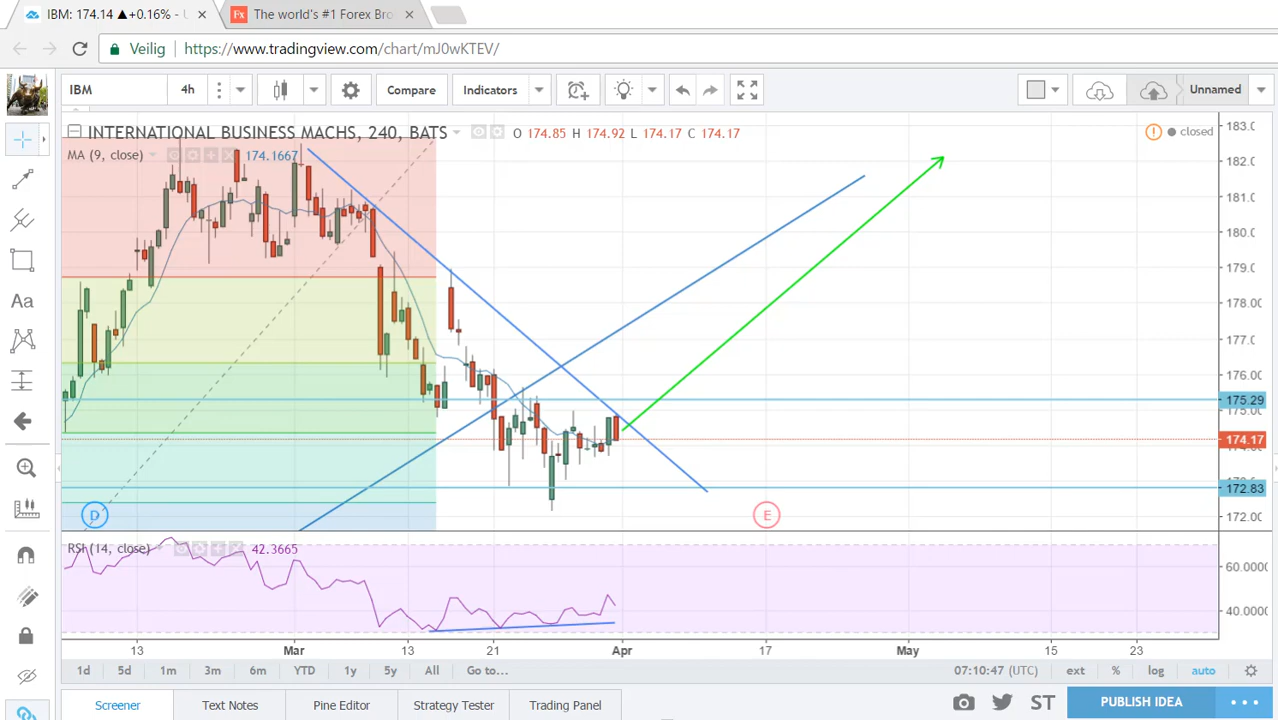 IBM: 174.14 ▲+0.16% - U
The world's #1 Forex Bro
Veilig
https://www.tradingview.com/chart/mJ0wKTEV/
IBM 4h Compare Indicators Unnamed
INTERNATIONAL BUSINESS MACHS, 240, BATS O 174.85 H 174.92 L 174.17 C 174.17
closed
MA (9, close) 174.1667
183.0
182.0
181.0
180.0
179.0
178.0
177.0
176.0
175.29
175.0
174.17
172.83
172.0
D
E
RSI (14, close) 42.3665
60.0000
40.0000
13 Mar 13 21 Apr 17 May 15 23
1d 5d 1m 3m 6m YTD 1y 5y All Go to... 07:10:47 (UTC) ext % log auto
Screener Text Notes Pine Editor Strategy Tester Trading Panel ST PUBLISH IDEA
Aa